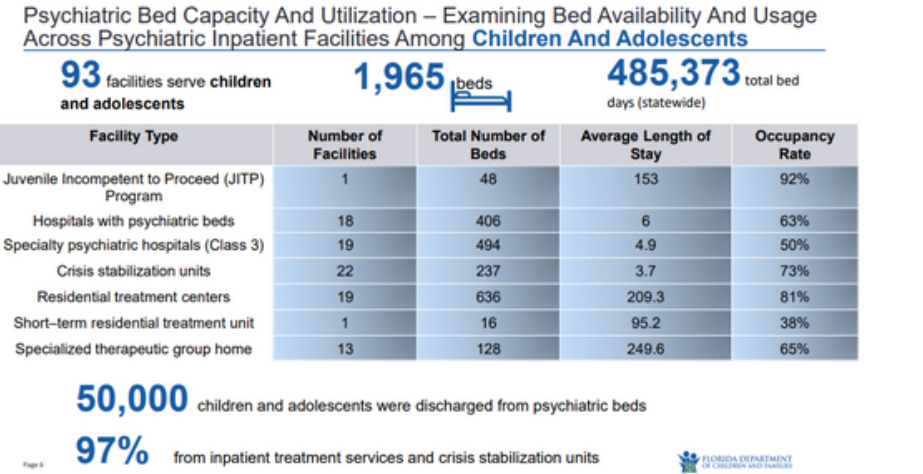 Psychiatric Bed Capacity And Utilization – Examining Bed Availability And Usage
Across Psychiatric Inpatient Facilities Among Children And Adolescents
93 facilities serve children
and adolescents
1,965 beds
485,373 total bed
days (statewide)
Facility Type Number of Facilities Total Number of Beds Average Length of Stay Occupancy Rate
Juvenile Incompetent to Proceed (JITP) Program 1 48 153 92%
Hospitals with psychiatric beds 18 406 6 63%
Specialty psychiatric hospitals (Class 3) 19 494 4.9 50%
Crisis stabilization units 22 237 3.7 73%
Residential treatment centers 19 636 209.3 81%
Short–term residential treatment unit 1 16 95.2 38%
Specialized therapeutic group home 13 128 249.6 65%
50,000 children and adolescents were discharged from psychiatric beds
97% from inpatient treatment services and crisis stabilization units
Page 6
FLORIDA DEPARTMENT
OF CHILDREN AND FAMILIES